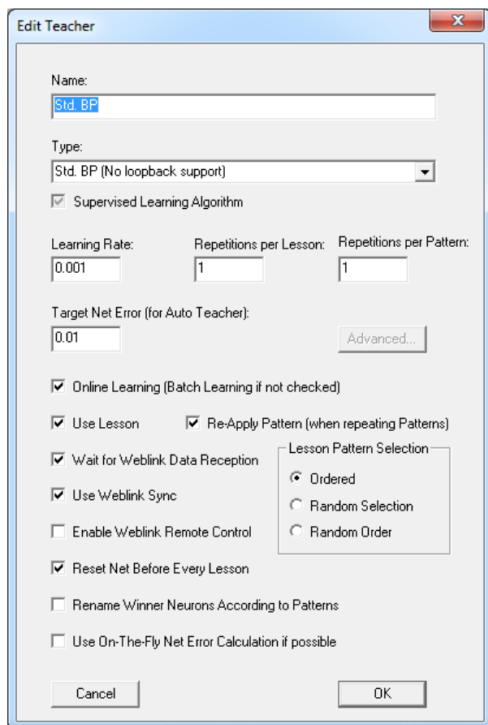 Edit Teacher
Name:
Std. BP
Type:
Std. BP (No loopback support)
Supervised Learning Algorithm
Learning Rate: Repetitions per Lesson: Repetitions per Pattern:
0.001 1 1
Target Net Error (for Auto Teacher):
0.01 Advanced...
Online Learning (Batch Learning if not checked)
Use Lesson Re-Apply Pattern (when repeating Patterns)
Lesson Pattern Selection
Wait for Weblink Data Reception
Ordered
Use Weblink Sync
Random Selection
Enable Weblink Remote Control Random Order
Reset Net Before Every Lesson
Rename Winner Neurons According to Patterns
Use On-The-Fly Net Error Calculation if possible
Cancel OK